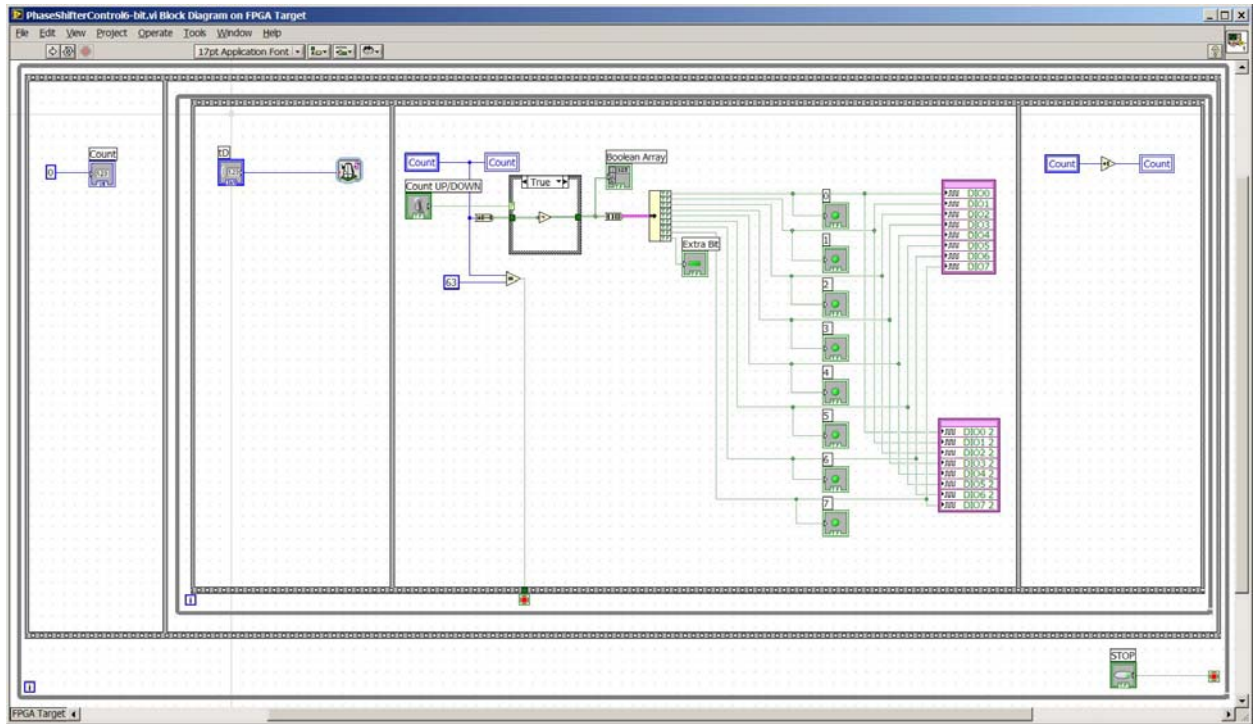 PhaseShifterControl6-bit.vi Block Diagram on FPGA Target
File Edit View Project Operate Tools Window Help
17pt Application Font
Count
0
tD
Count
Count
Count UP/DOWN
True
Boolean Array
63
Extra Bit
0
1
2
3
4
5
6
7
DIO0
DIO1
DIO2
DIO3
DIO4
DIO5
DIO6
DIO7
DIO0 2
DIO1 2
DIO2 2
DIO3 2
DIO4 2
DIO5 2
DIO6 2
DIO7 2
Count
Count
i
STOP
i
FPGA Target